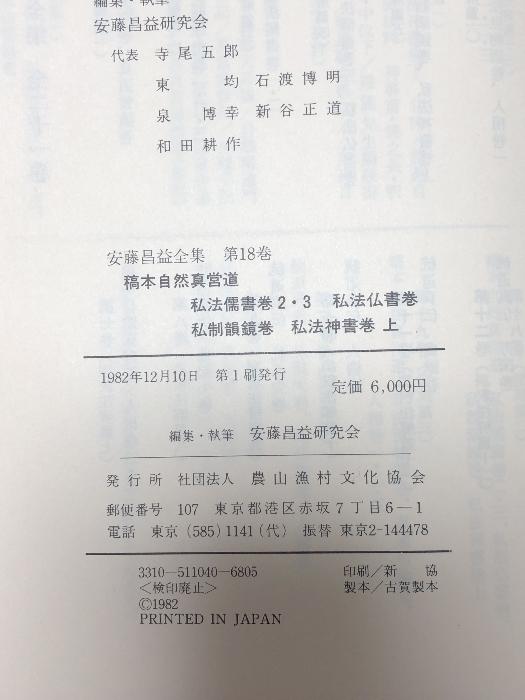 編集・執筆
安藤昌益研究会
代表 寺尾五郎
東 均 石渡博明
泉 博幸 新谷正道
和田耕作
安藤昌益全集 第18巻
稿本自然真営道
私法儒書巻2・3 私法仏書巻
私制韻鏡巻 私法神書巻 上
1982年12月10日 第1刷発行
定価 6,000円
編集・執筆 安藤昌益研究会
発行所 社団法人 農山漁村文化協会
郵便番号 107 東京都港区赤坂7丁目6―1
電話 東京(585)1141(代) 振替 東京2-144478
3310―511040―6805 印刷/新 協
<検印廃止> 製本/古賀製本
©1982
PRINTED IN JAPAN